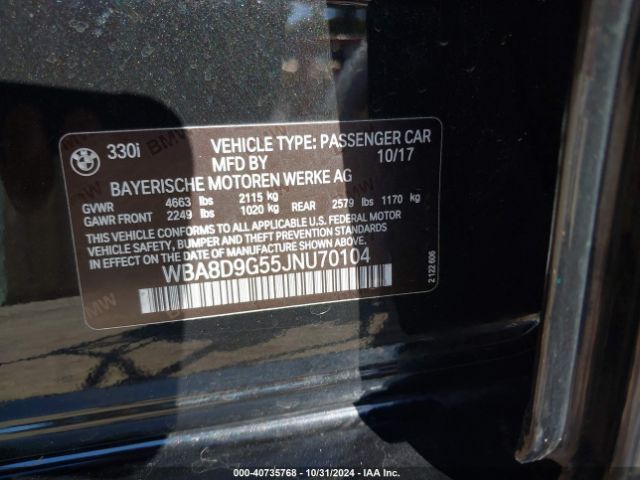 BMW
330i VEHICLE TYPE: PASSENGER CAR
MFD BY 10/17
BAYERISCHE MOTOREN WERKE AG
GVWR 4663 lbs 2115 kg
GAWR FRONT 2249 lbs 1020 kg REAR 2579 lbs 1170 kg
THIS VEHICLE CONFORMS TO ALL APPLICABLE U.S. FEDERAL MOTOR
VEHICLE SAFETY, BUMPER, AND THEFT PREVENTION STANDARDS
IN EFFECT ON THE DATE OF MANUFACTURE SHOWN ABOVE.
WBA8D9G55JNU70104
2 122 606
000-40735768 - 10/31/2024 - IAA Inc.